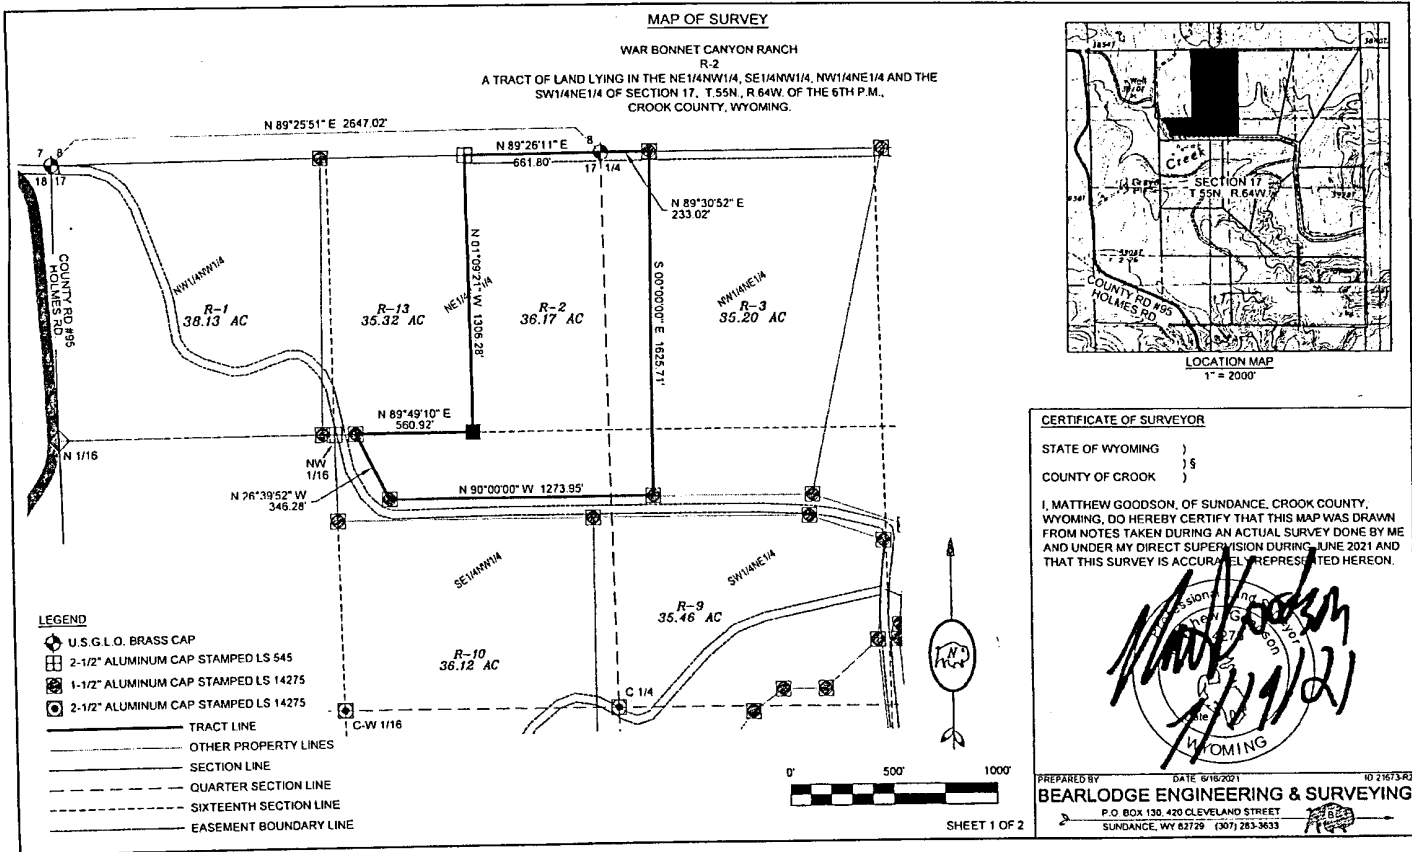 MAP OF SURVEY
WAR BONNET CANYON RANCH
R-2
A TRACT OF LAND LYING IN THE NE1/4NW1/4, SE1/4NW1/4, NW1/4NE1/4 AND THE
SW1/4NE1/4 OF SECTION 17, T.55N., R.64W. OF THE 6TH P.M.,
CROOK COUNTY, WYOMING.
N 89°25'51" E 2647.02'
7 8
18 17
8
17 1/4
N 89°26'11" E
661.80'
N 89°30'52" E
233.02'
COUNTY RD #95
HOLMES RD
NW1/4NW1/4
R-1
38.13 AC
R-13
35.32 AC
N 01°09'21" W 1306.28'
R-2
36.17 AC
S 00°00'00" E 1625.71'
NW1/4NE1/4
R-3
35.20 AC
N 89°49'10" E
560.92'
N 1/16
NW
1/16
N 26°39'52" W
346.28'
N 90°00'00" W 1273.95'
SE1/4NW1/4
SW1/4NE1/4
R-9
35.46 AC
R-10
36.12 AC
C 1/4
C-W 1/16
N
LEGEND
U.S.G.L.O. BRASS CAP
2-1/2" ALUMINUM CAP STAMPED LS 545
1-1/2" ALUMINUM CAP STAMPED LS 14275
2-1/2" ALUMINUM CAP STAMPED LS 14275
TRACT LINE
OTHER PROPERTY LINES
SECTION LINE
QUARTER SECTION LINE
SIXTEENTH SECTION LINE
EASEMENT BOUNDARY LINE
0' 500' 1000'
SHEET 1 OF 2
Creek
SECTION 17
T.55N., R.64W.
COUNTY RD #95
HOLMES RD.
LOCATION MAP
1" = 2000'
CERTIFICATE OF SURVEYOR
STATE OF WYOMING )
) §
COUNTY OF CROOK )
I, MATTHEW GOODSON, OF SUNDANCE, CROOK COUNTY,
WYOMING, DO HEREBY CERTIFY THAT THIS MAP WAS DRAWN
FROM NOTES TAKEN DURING AN ACTUAL SURVEY DONE BY ME
AND UNDER MY DIRECT SUPERVISION DURING JUNE 2021 AND
THAT THIS SURVEY IS ACCURATELY REPRESENTED HEREON.
7/19/21
WYOMING
PREPARED BY DATE 6/16/2021 ID 21673-R2
BEARLODGE ENGINEERING & SURVEYING
P.O. BOX 130, 420 CLEVELAND STREET
SUNDANCE, WY 82729 (307) 283-3633